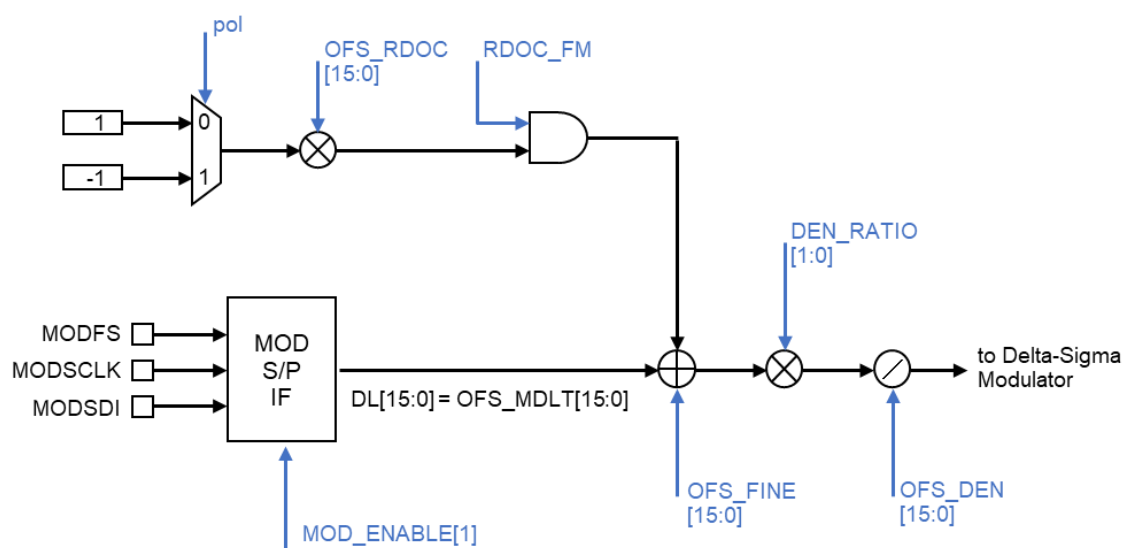 pol
OFS_RDOC
[15:0]
RDOC_FM
1
0
-1
1
DEN_RATIO
[1:0]
MODFS
MODSCLK
MODSDI
MOD
S/P
IF
DL[15:0]= OFS_MDLT[15:0]
to Delta-Sigma
Modulator
OFS_FINE
[15:0]
OFS_DEN
[15:0]
MOD_ENABLE[1]